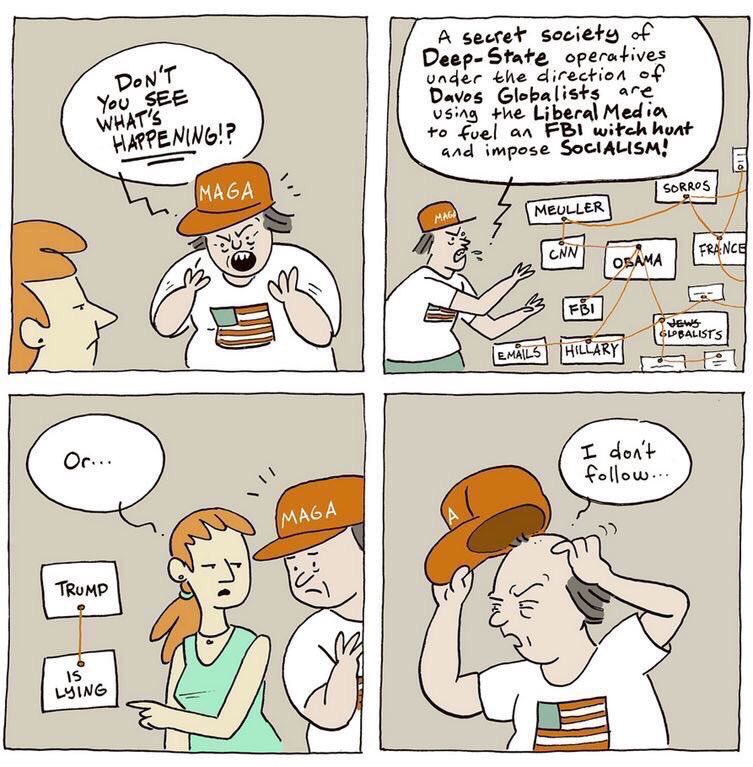 DON'T
YOU SEE
WHAT'S
HAPPENING!?
MAGA
A secret society of
Deep-State operatives
under the direction of
Davos Globalists are
using the Liberal Media
to fuel an FBI witch hunt
and impose SOCIALISM!
MAGA
MEULLER
SORROS
CNN
OBAMA
FRANCE
FBI
JEWS
GLOBALISTS
EMAILS
HILLARY
Or...
MAGA
TRUMP
IS
LYING
I don't
follow...
A